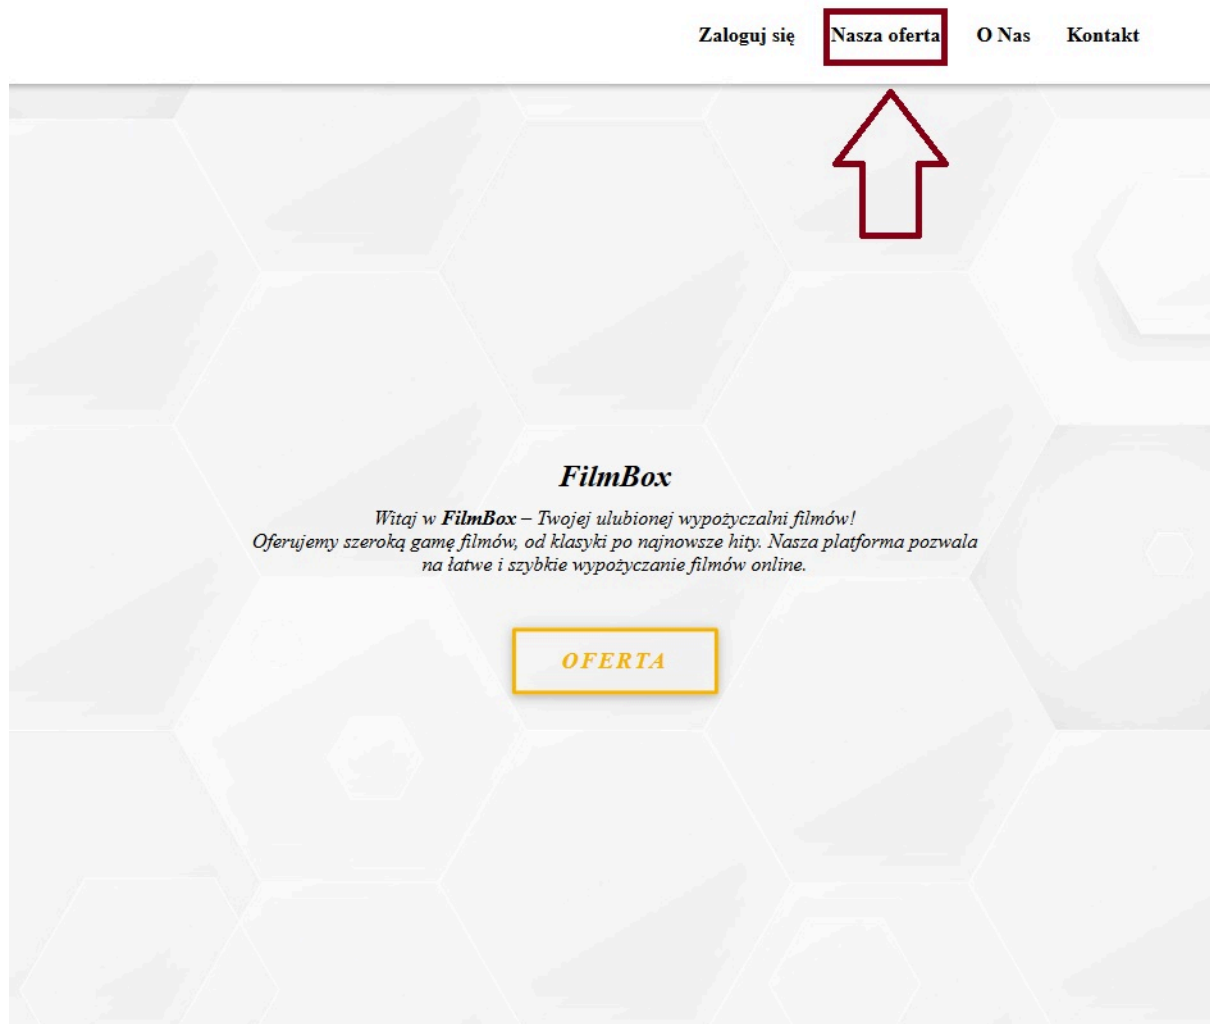 Zaloguj się Nasza oferta O Nas Kontakt
FilmBox
Witaj w FilmBox – Twojej ulubionej wypożyczalni filmów!
Oferujemy szeroką gamę filmów, od klasyki po najnowsze hity. Nasza platforma pozwala
na łatwe i szybkie wypożyczanie filmów online.
OFERTA